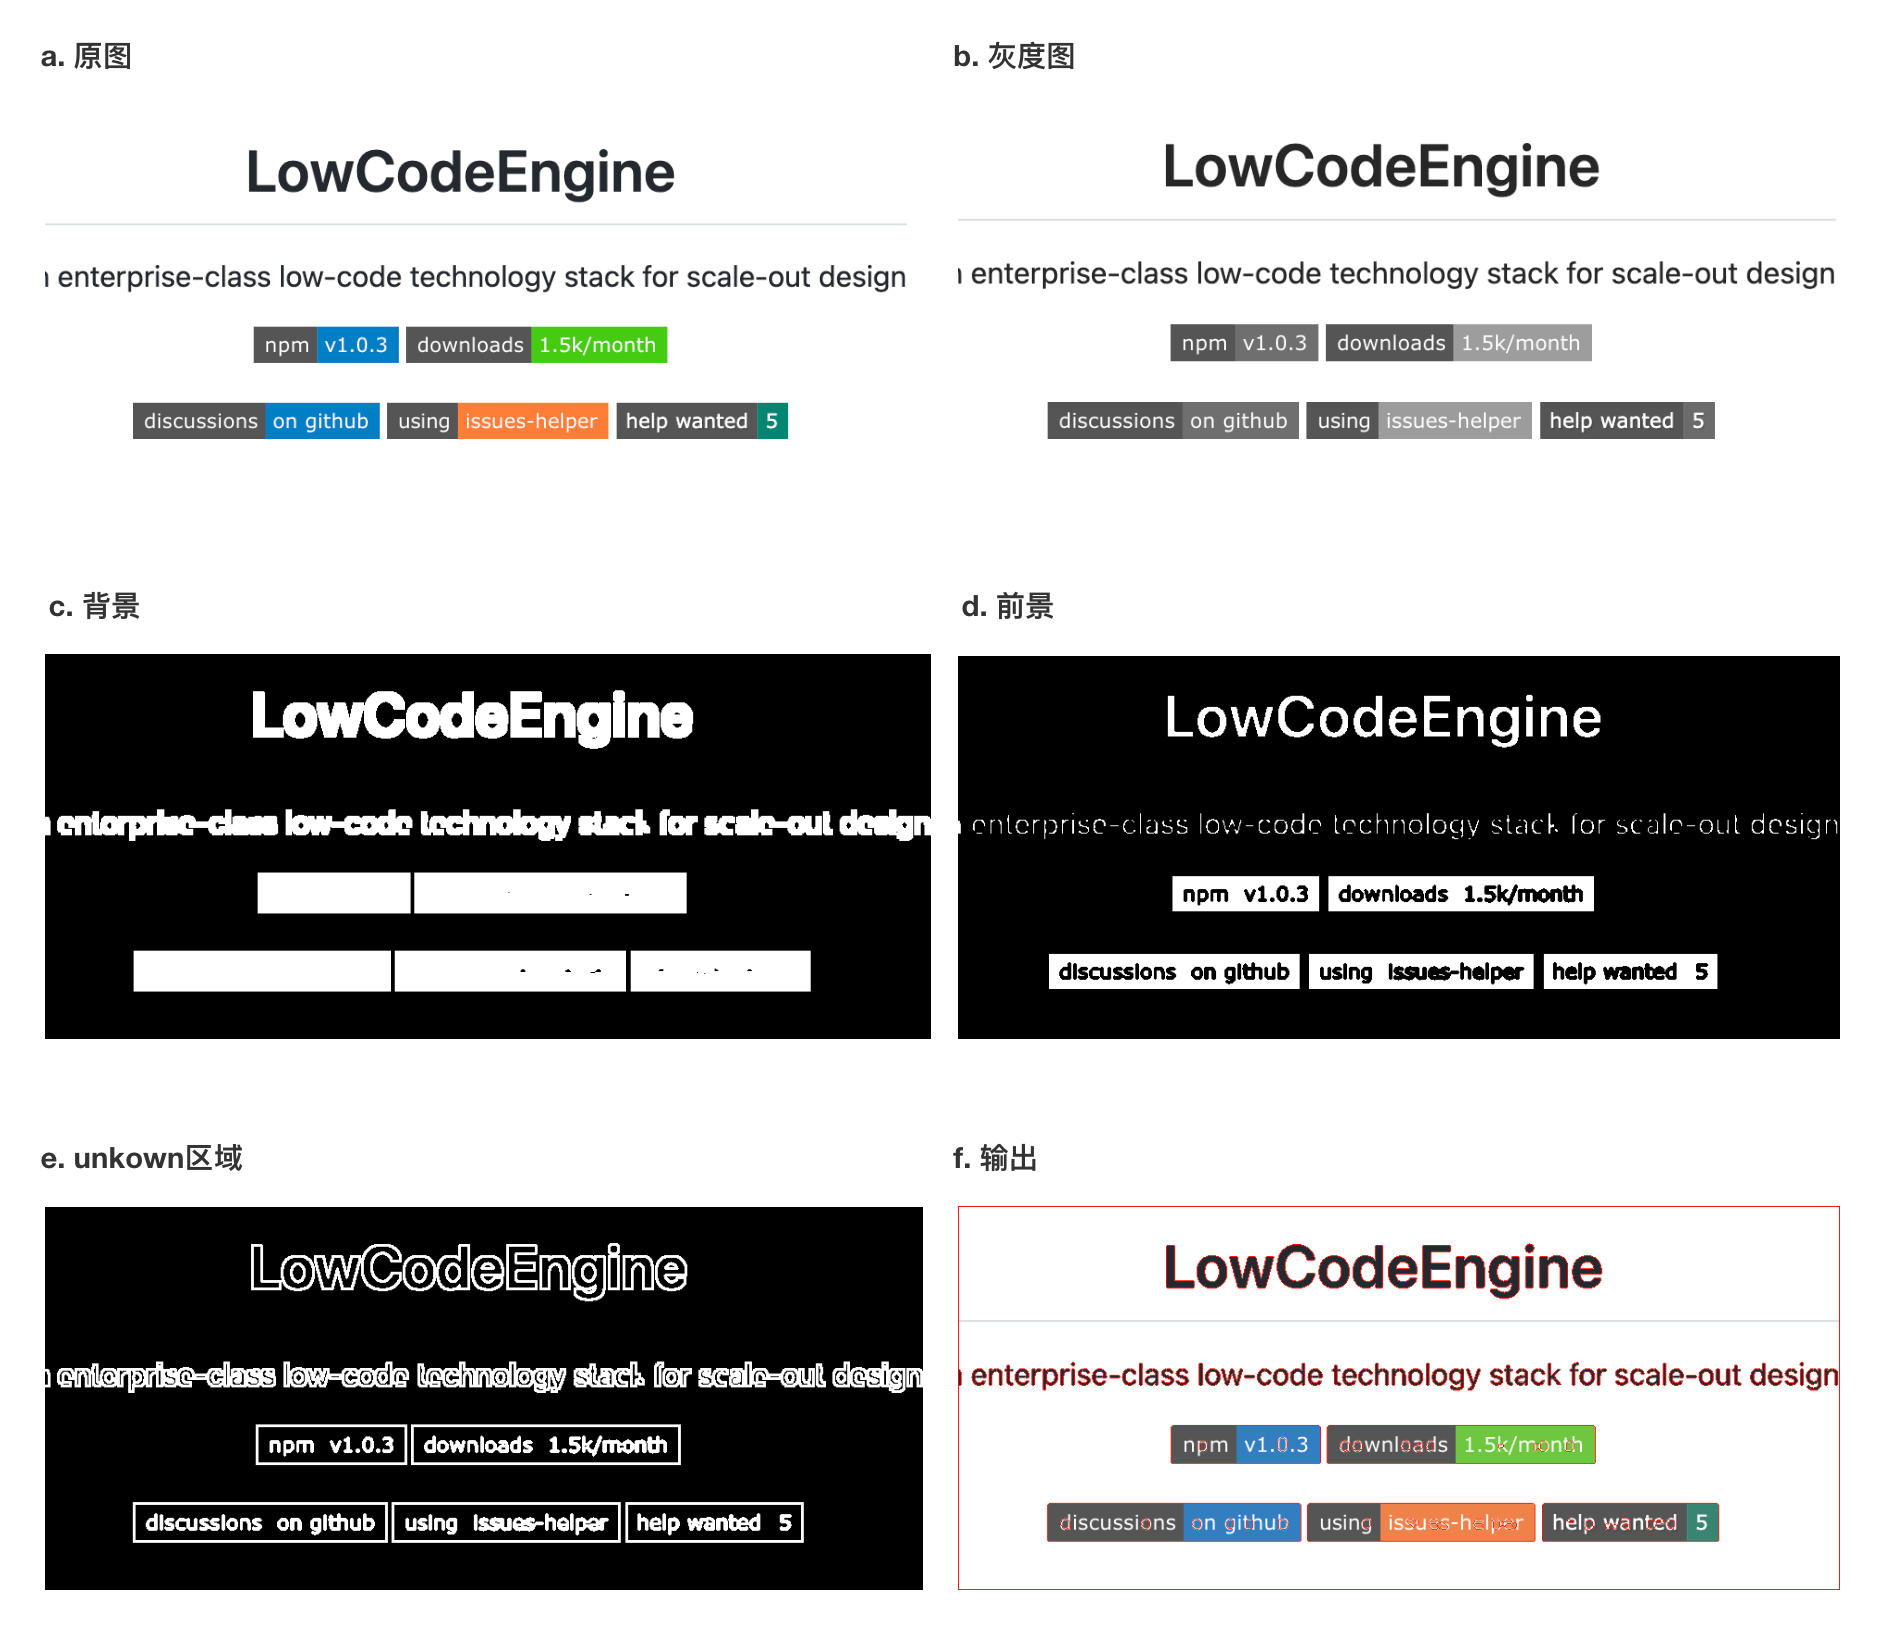 a. 原图
LowCodeEngine
enterprise-class low-code technology stack for scale-out design
npm v1.0.3 downloads 1.5k/month
discussions on github using issues-helper help wanted 5
b. 灰度图
LowCodeEngine
enterprise-class low-code technology stack for scale-out design
npm v1.0.3 downloads 1.5k/month
discussions on github using issues-helper help wanted 5
c. 背景
LowCodeEngine
enterprise-class low-code technology stack for scale-out design
d. 前景
LowCodeEngine
enterprise-class low-code technology stack for scale-out design
npm v1.0.3 downloads 1.5k/month
discussions on github using issues-helper help wanted 5
e. unkown区域
LowCodeEngine
enterprise-class low-code technology stack for scale-out design
npm v1.0.3 downloads 1.5k/month
discussions on github using issues-helper help wanted 5
f. 输出
LowCodeEngine
enterprise-class low-code technology stack for scale-out design
npm v1.0.3 downloads 1.5k/month
discussions on github using issues-helper help wanted 5